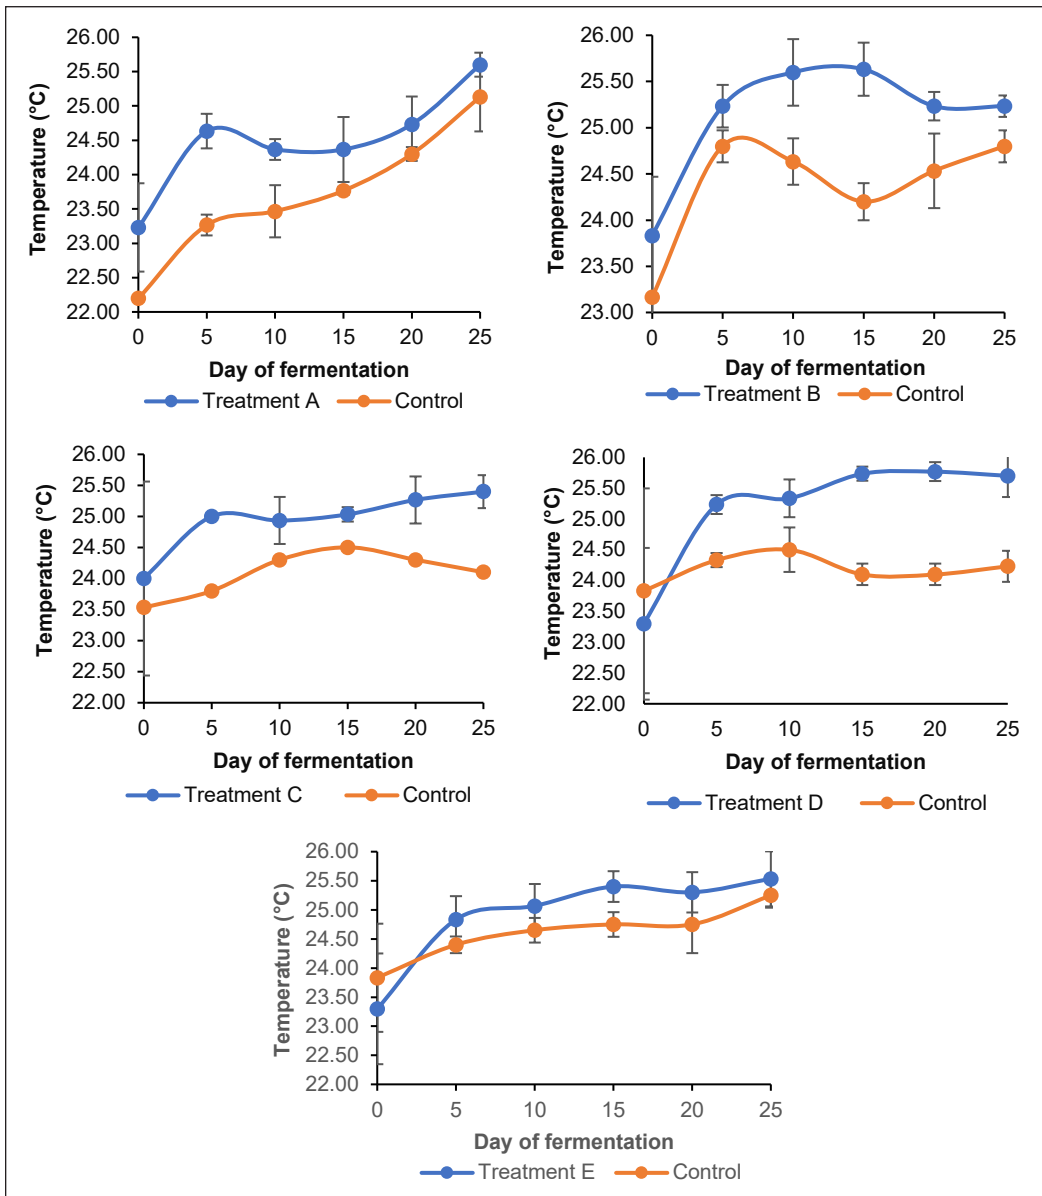 Temperature (°C)
26.00
25.50
25.00
24.50
24.00
23.50
23.00
22.50
22.00
0 5 10 15 20 25
Day of fermentation
Treatment A Control
Temperature (°C)
26.00
25.50
25.00
24.50
24.00
23.50
23.00
0 5 10 15 20 25
Day of fermentation
Treatment B Control
Temperature (°C)
26.00
25.50
25.00
24.50
24.00
23.50
23.00
22.50
22.00
0 5 10 15 20 25
Day of fermentation
Treatment C Control
Temperature (°C)
26.00
25.50
25.00
24.50
24.00
23.50
23.00
22.50
22.00
0 5 10 15 20 25
Day of fermentation
Treatment D Control
Temperature (°C)
26.00
25.50
25.00
24.50
24.00
23.50
23.00
22.50
22.00
0 5 10 15 20 25
Day of fermentation
Treatment E Control